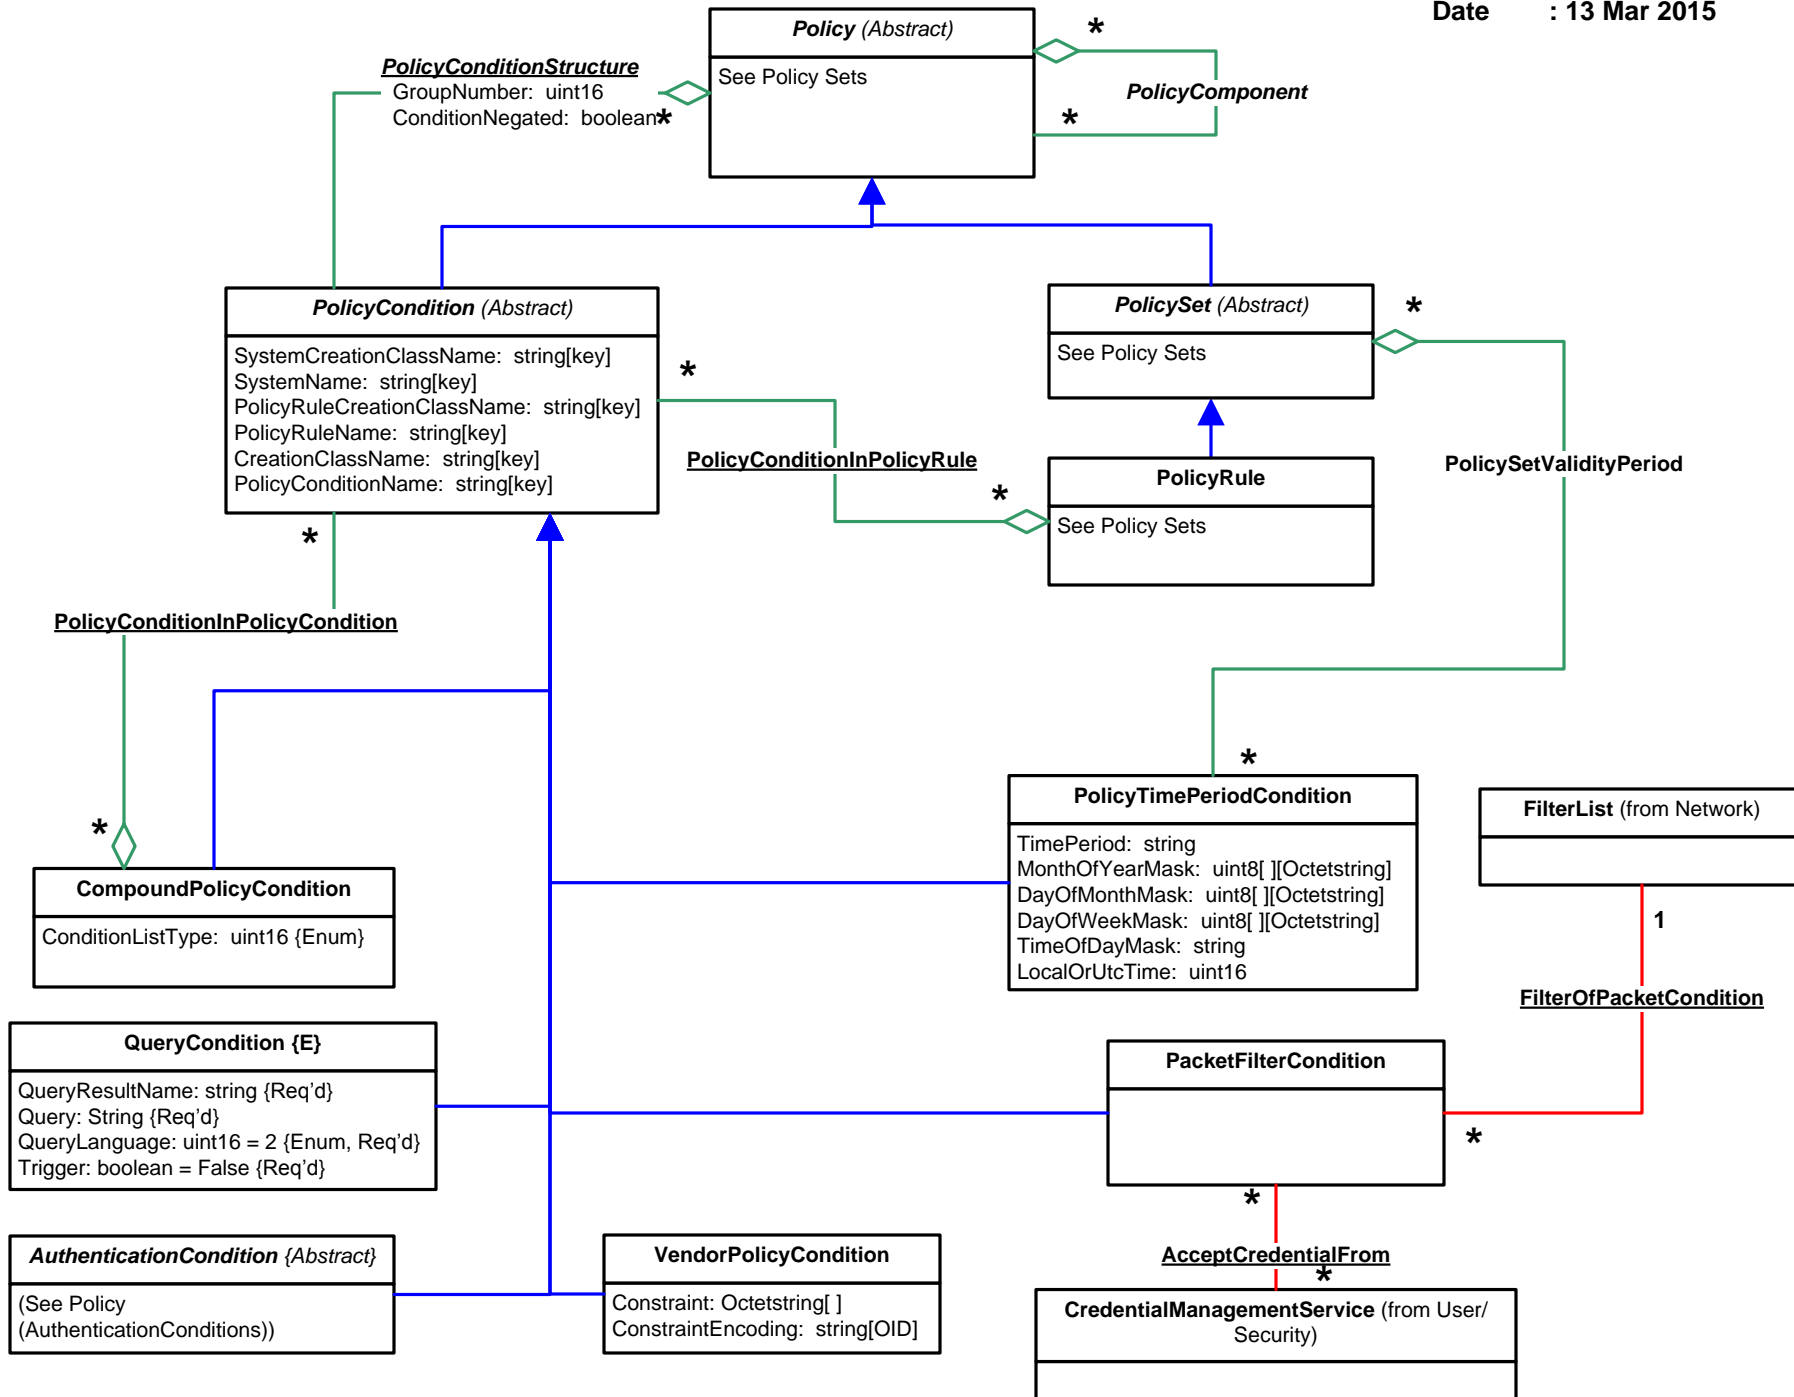 Date : 13 Mar 2015
Policy (Abstract)
See Policy Sets
*
PolicyComponent
*
PolicyConditionStructure
GroupNumber: uint16
ConditionNegated: boolean*
PolicyCondition (Abstract)
SystemCreationClassName: string[key]
SystemName: string[key]
PolicyRuleCreationClassName: string[key]
PolicyRuleName: string[key]
CreationClassName: string[key]
PolicyConditionName: string[key]
*
PolicySet (Abstract)
See Policy Sets
*
PolicyConditionInPolicyRule
*
PolicyRule
See Policy Sets
PolicySetValidityPeriod
*
PolicyConditionInPolicyCondition
*
*
PolicyTimePeriodCondition
TimePeriod: string
MonthOfYearMask: uint8[ ][Octetstring]
DayOfMonthMask: uint8[ ][Octetstring]
DayOfWeekMask: uint8[ ][Octetstring]
TimeOfDayMask: string
LocalOrUtcTime: uint16
FilterList (from Network)
1
FilterOfPacketCondition
*
CompoundPolicyCondition
ConditionListType: uint16 {Enum}
QueryCondition {E}
QueryResultName: string {Req’d}
Query: String {Req’d}
QueryLanguage: uint16 = 2 {Enum, Req’d}
Trigger: boolean = False {Req’d}
PacketFilterCondition
*
AcceptCredentialFrom
*
AuthenticationCondition {Abstract}
(See Policy
(AuthenticationConditions))
VendorPolicyCondition
Constraint: Octetstring[ ]
ConstraintEncoding: string[OID]
CredentialManagementService (from User/
Security)